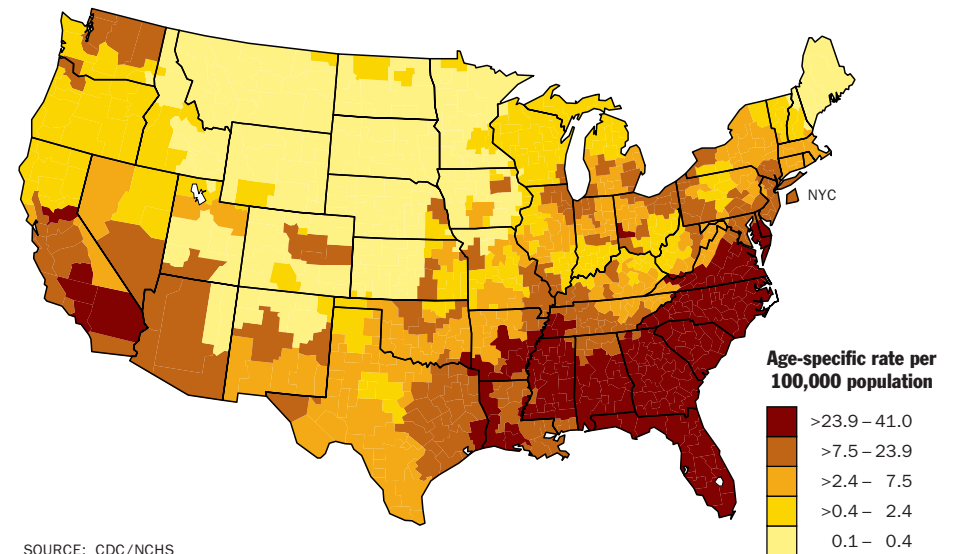 NYC
Age-specific rate per
100,000 population
>23.9 – 41.0
>7.5 – 23.9
>2.4 – 7.5
>0.4 – 2.4
0.1 – 0.4
SOURCE: CDC/NCHS